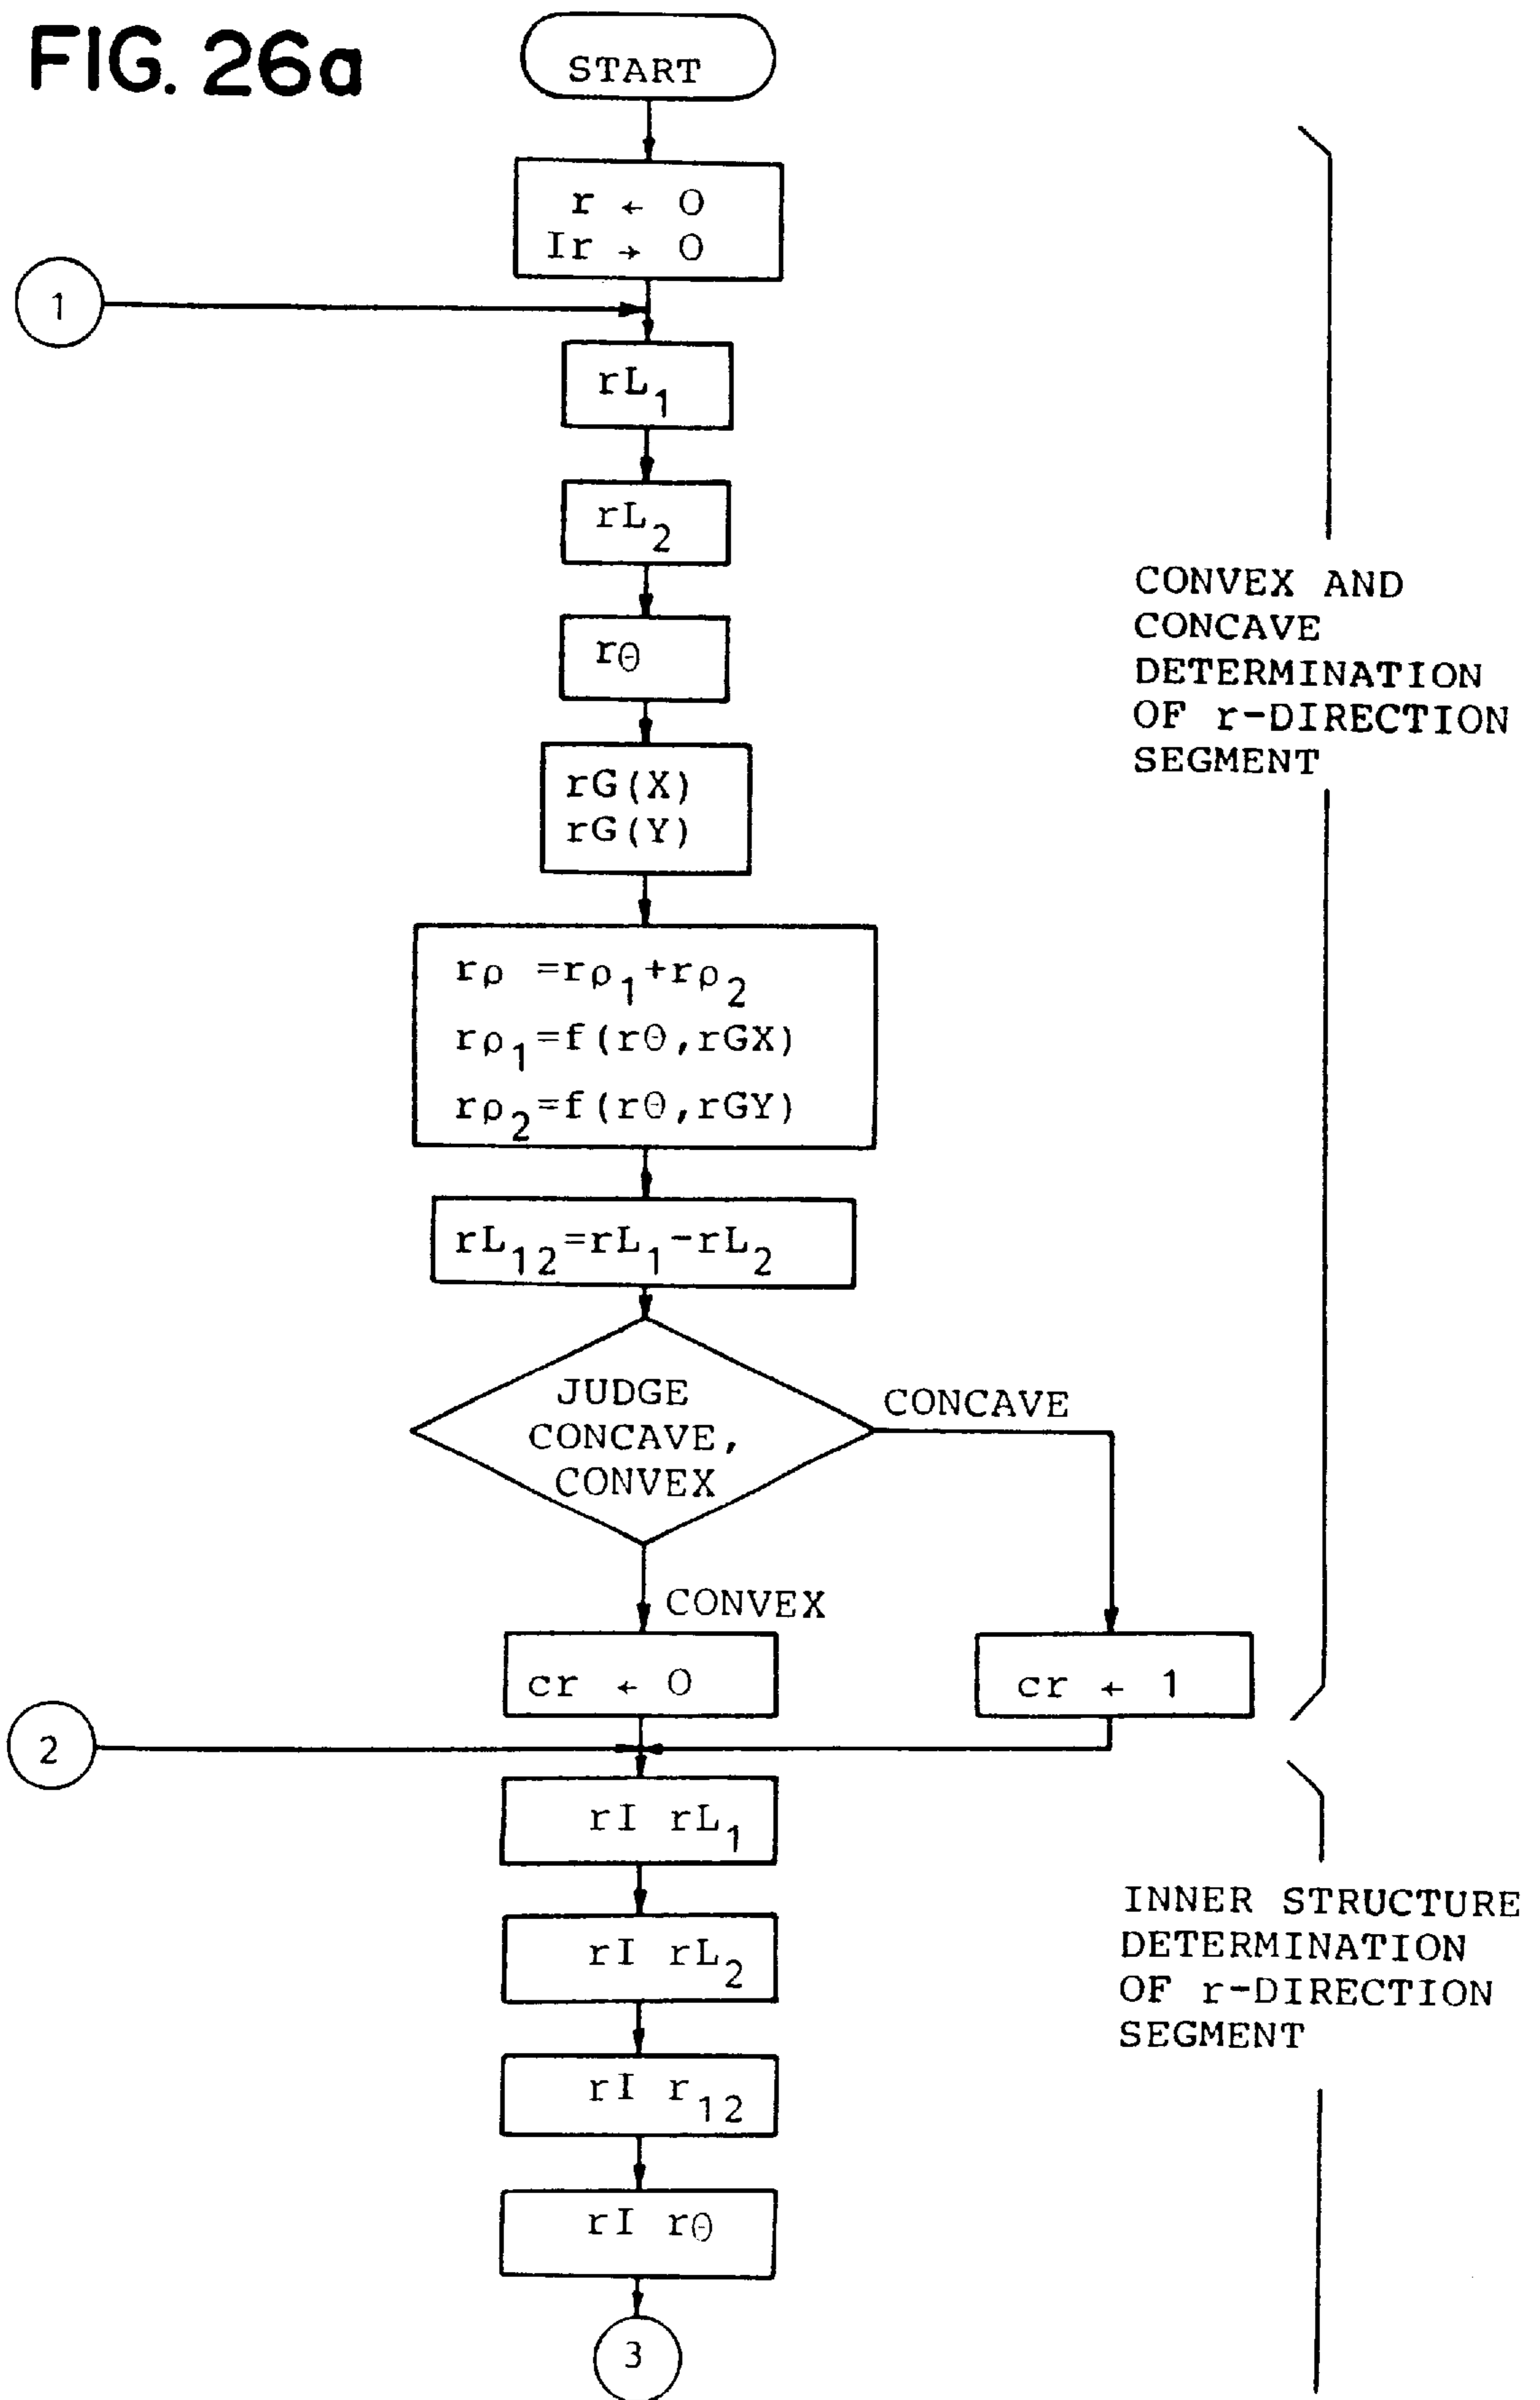 FIG. 26a
START
r ← 0
Ir → 0
1
rL₁
rL₂
rθ
rG(X)
rG(Y)
rρ =rρ₁+rρ₂
rρ₁=f(rθ,rGX)
rρ₂=f(rθ,rGY)
rL₁₂=rL₁-rL₂
JUDGE
CONCAVE,
CONVEX
CONCAVE
CONVEX
cr ← 0
cr ← 1
CONVEX AND
CONCAVE
DETERMINATION
OF r-DIRECTION
SEGMENT
2
rI rL₁
rI rL₂
rI r₁₂
rI rθ
3
INNER STRUCTURE
DETERMINATION
OF r-DIRECTION
SEGMENT